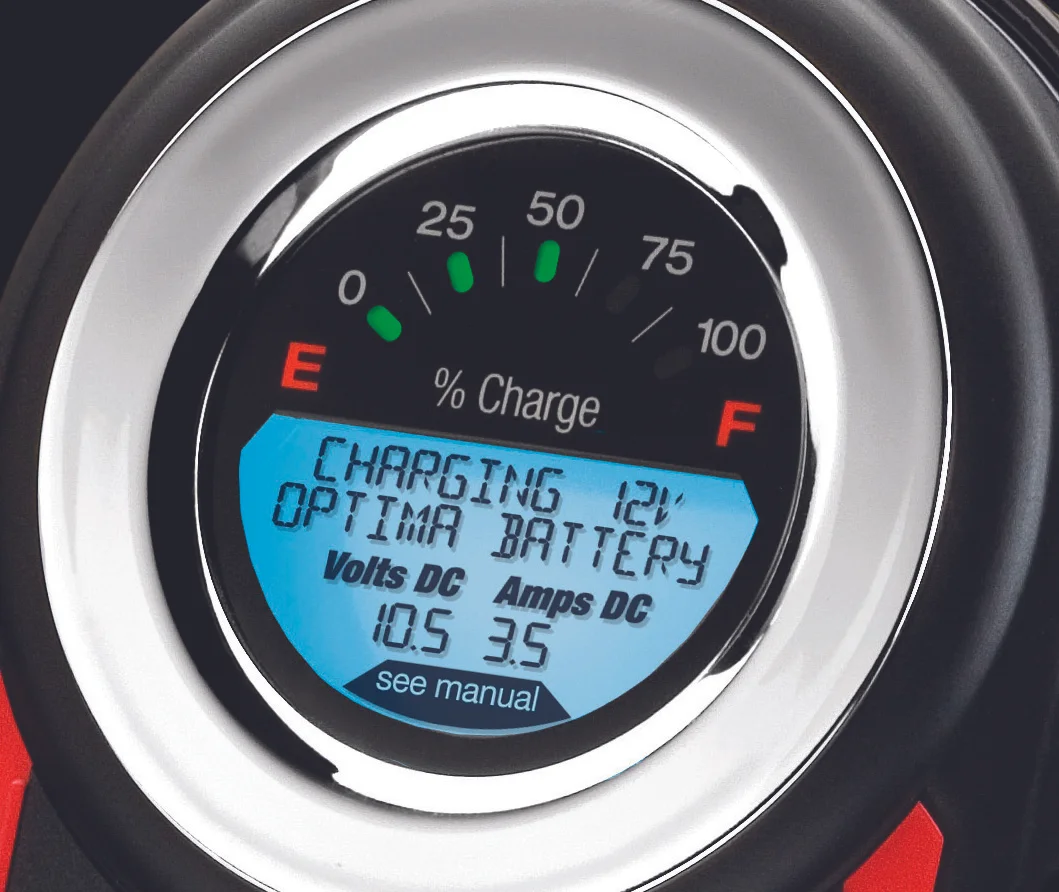 0 25 50 75 100
E F
% Charge
CHARGING 12V
OPTIMA BATTERY
Volts DC Amps DC
10.5 3.5
see manual